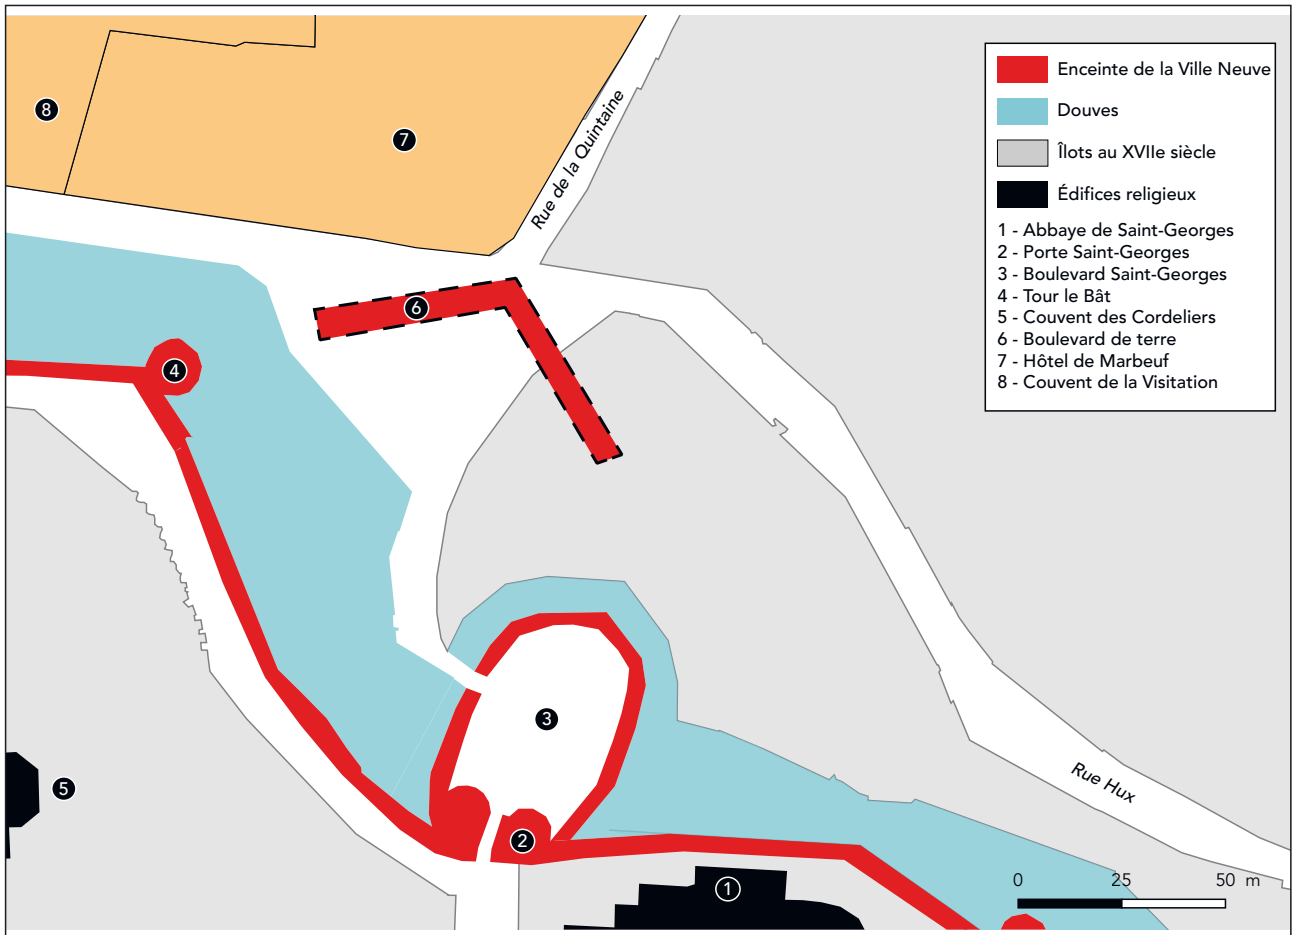 Enceinte de la Ville Neuve
Douves
Îlots au XVIIe siècle
Édifices religieux
1 - Abbaye de Saint-Georges
2 - Porte Saint-Georges
3 - Boulevard Saint-Georges
4 - Tour le Bât
5 - Couvent des Cordeliers
6 - Boulevard de terre
7 - Hôtel de Marbeuf
8 - Couvent de la Visitation
8
7
Rue de la Quintaine
6
4
3
5
Rue Hux
2
1
0 25 50 m